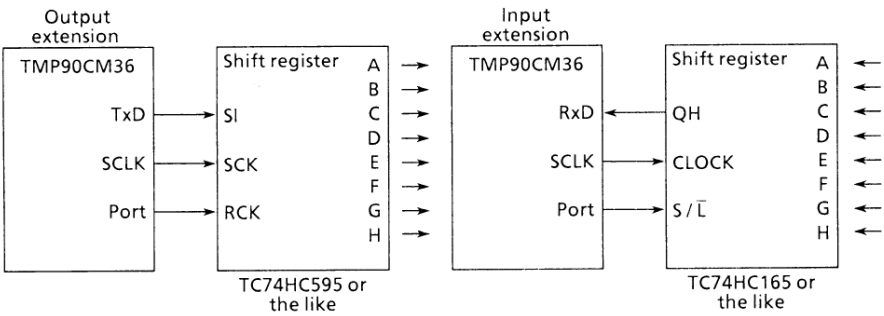 Output
extension
TMP90CM36
TxD
SCLK
Port
Shift register
SI
SCK
RCK
A
B
C
D
E
F
G
H
TC74HC595 or
the like
Input
extension
TMP90CM36
RxD
SCLK
Port
Shift register
QH
CLOCK
S / L̅
A
B
C
D
E
F
G
H
TC74HC165 or
the like